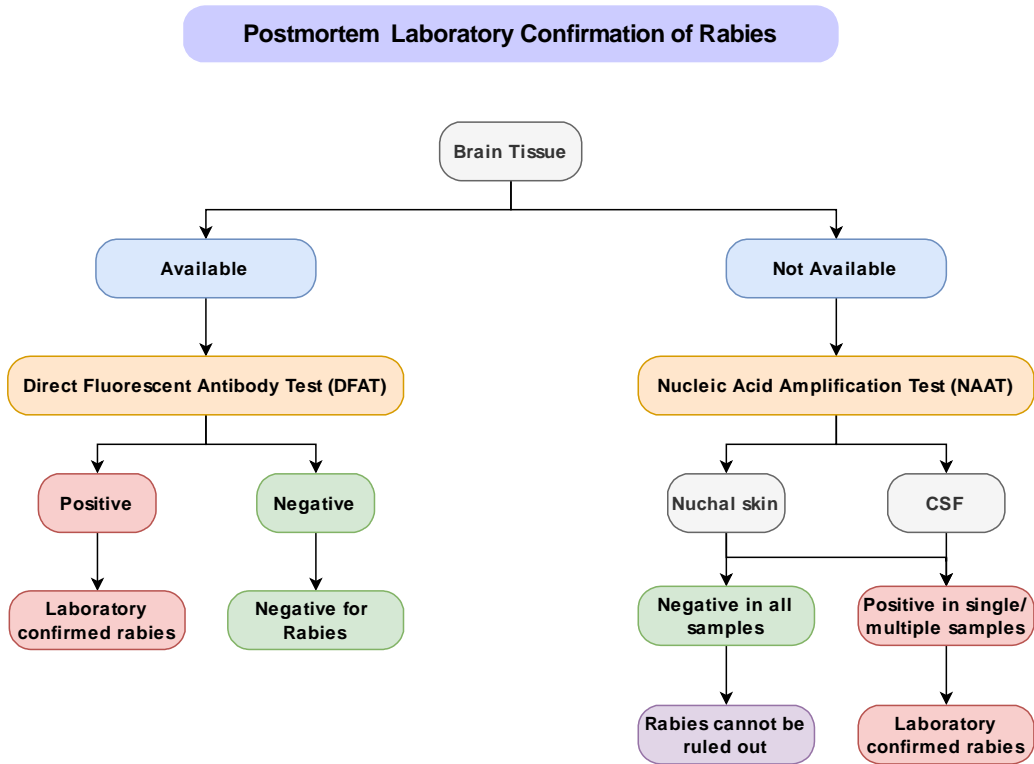 Postmortem Laboratory Confirmation of Rabies
Brain Tissue
Available
Not Available
Direct Fluorescent Antibody Test (DFAT)
Nucleic Acid Amplification Test (NAAT)
Positive
Negative
Nuchal skin
CSF
Laboratory
confirmed rabies
Negative for
Rabies
Negative in all
samples
Positive in single/
multiple samples
Rabies cannot be
ruled out
Laboratory
confirmed rabies